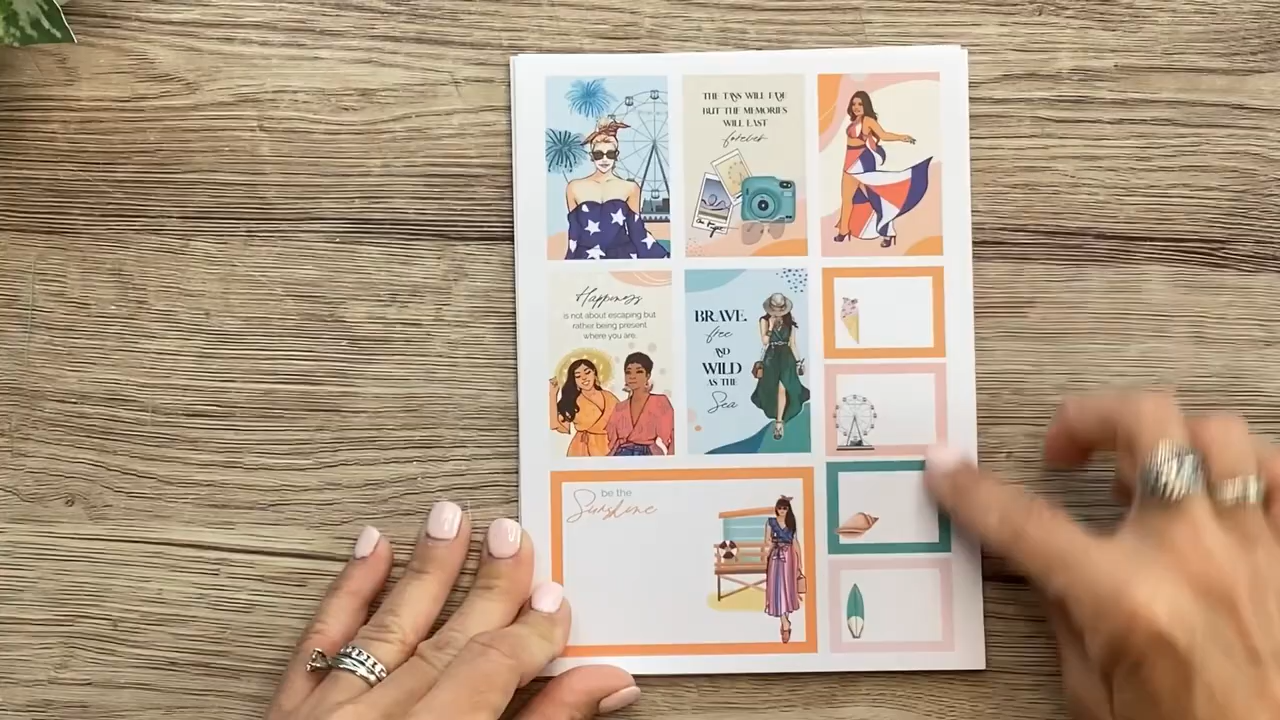 THE TANS WILL FADE
BUT THE MEMORIES
WILL LAST
forever
Happiness
is not about escaping but
rather being present
where you are.
BRAVE,
free
AND
WILD
AS THE
Sea
be the
Sunshine